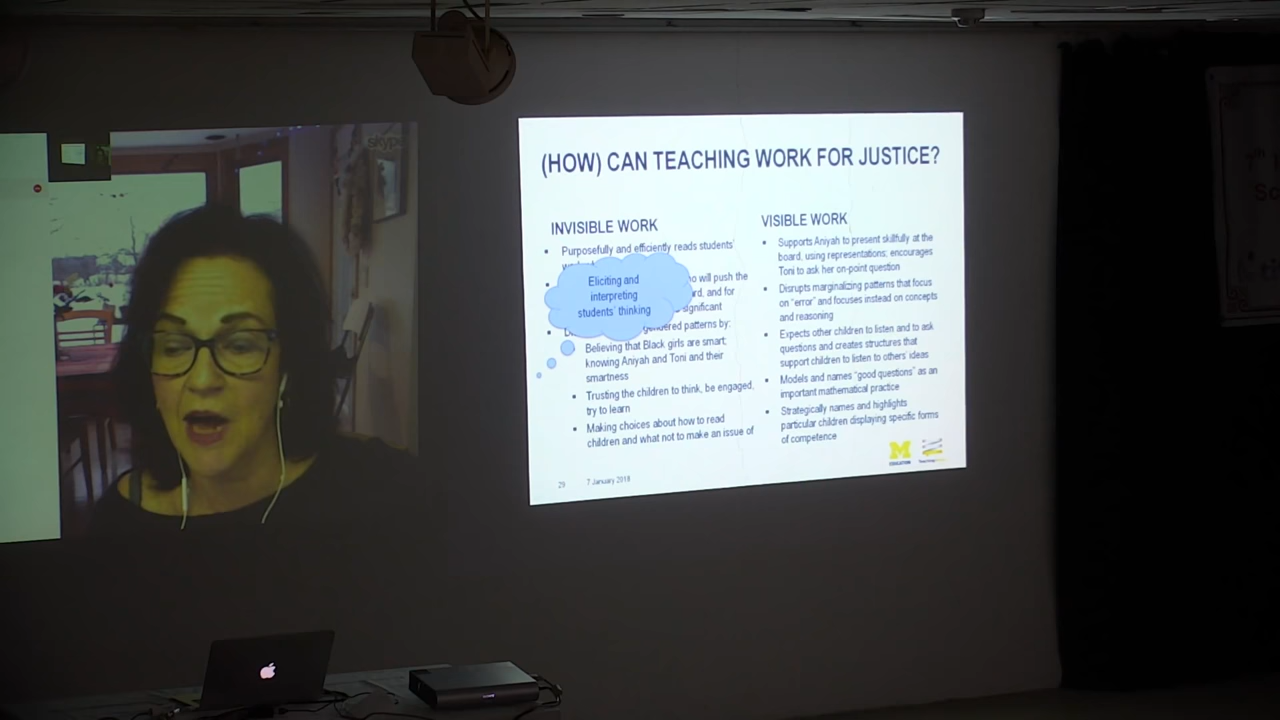 skype
(HOW) CAN TEACHING WORK FOR JUSTICE?
INVISIBLE WORK
Purposefully and efficiently reads students'
who will push the
and for
significant
gendered patterns by:
Eliciting and
interpreting
students' thinking
Believing that Black girls are smart;
knowing Aniyah and Toni and their
smartness
Trusting the children to think, be engaged,
try to learn
Making choices about how to read
children and what not to make an issue of
VISIBLE WORK
Supports Aniyah to present skillfully at the
board, using representations; encourages
Toni to ask her on-point question
Disrupts marginalizing patterns that focus
on "error" and focuses instead on concepts
and reasoning
Expects other children to listen and to ask
questions and creates structures that
support children to listen to others' ideas
Models and names "good questions" as an
important mathematical practice
Strategically names and highlights
particular children displaying specific forms
of competence
29 7 January 2019
M
EDUCATION